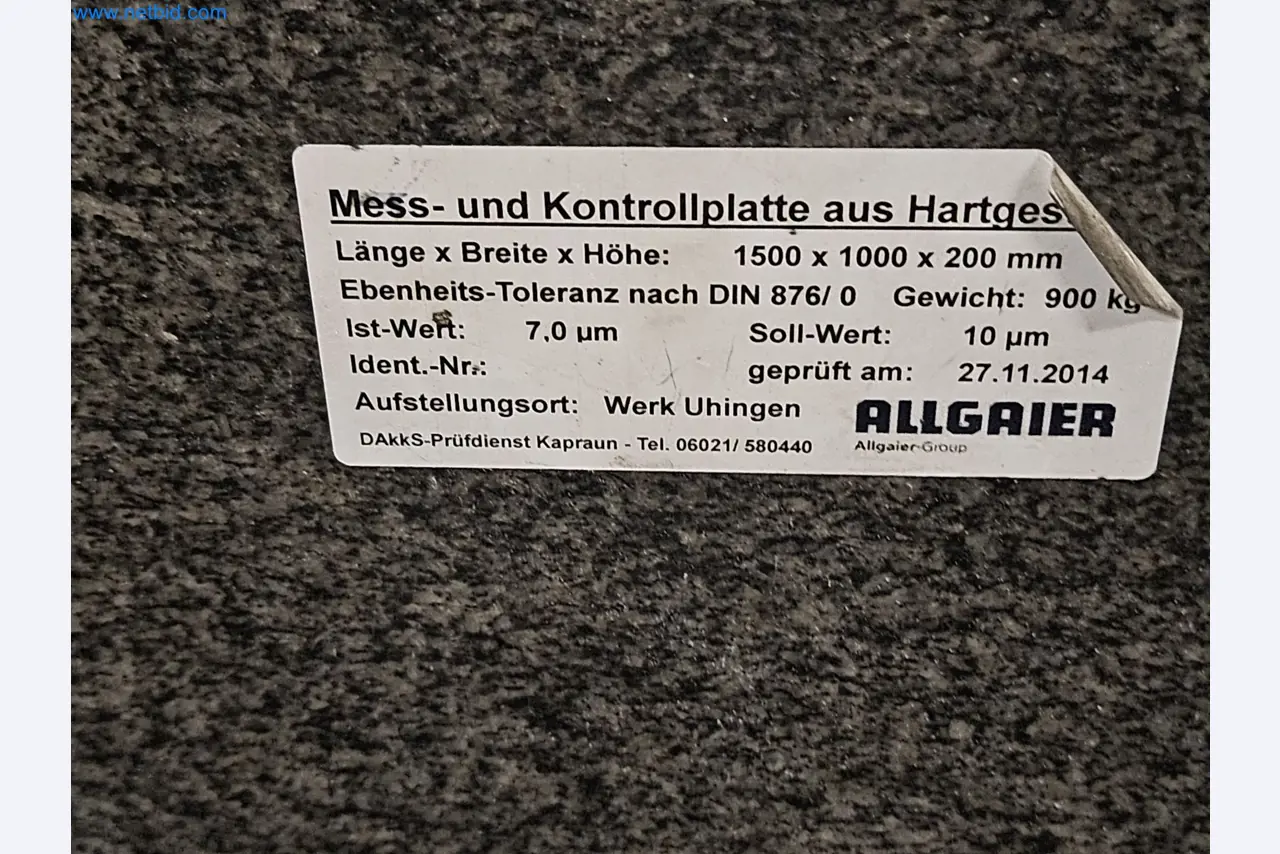 www.netbid.com
Mess- und Kontrollplatte aus Hartges
Länge x Breite x Höhe: 1500 x 1000 x 200 mm
Ebenheits-Toleranz nach DIN 876/ 0 Gewicht: 900 kg
Ist-Wert: 7,0 µm Soll-Wert: 10 µm
Ident.-Nr.: geprüft am: 27.11.2014
Aufstellungsort: Werk Uhingen ALLGAIER
DAkkS-Prüfdienst Kapraun - Tel. 06021/ 580440 Allgaier-Group